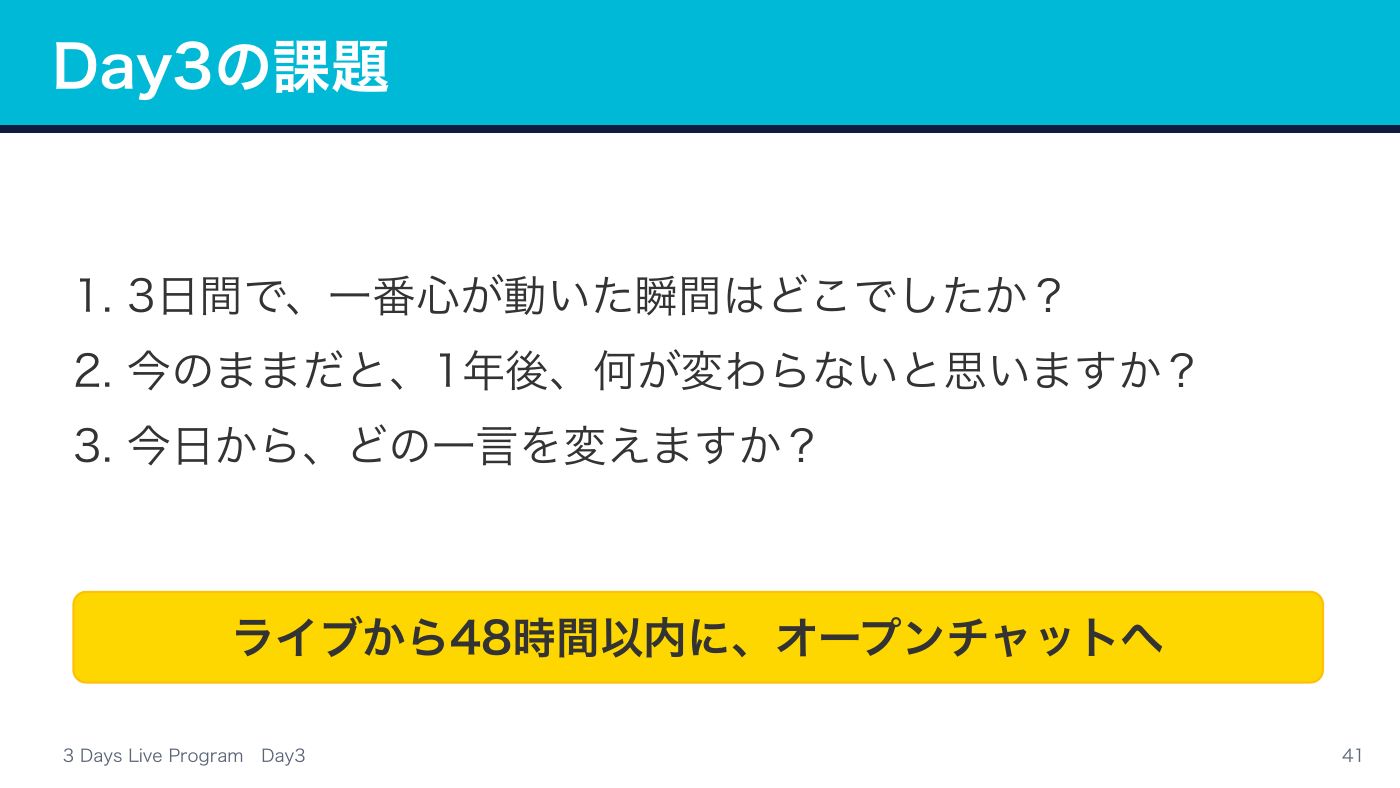 Day3の課題
1. 3日間で、一番心が動いた瞬間はどこでしたか？
2. 今のままだと、1年後、何が変わらないと思いますか？
3. 今日から、どの一言を変えますか？
ライブから48時間以内に、オープンチャットへ
3 Days Live Program　Day3
41